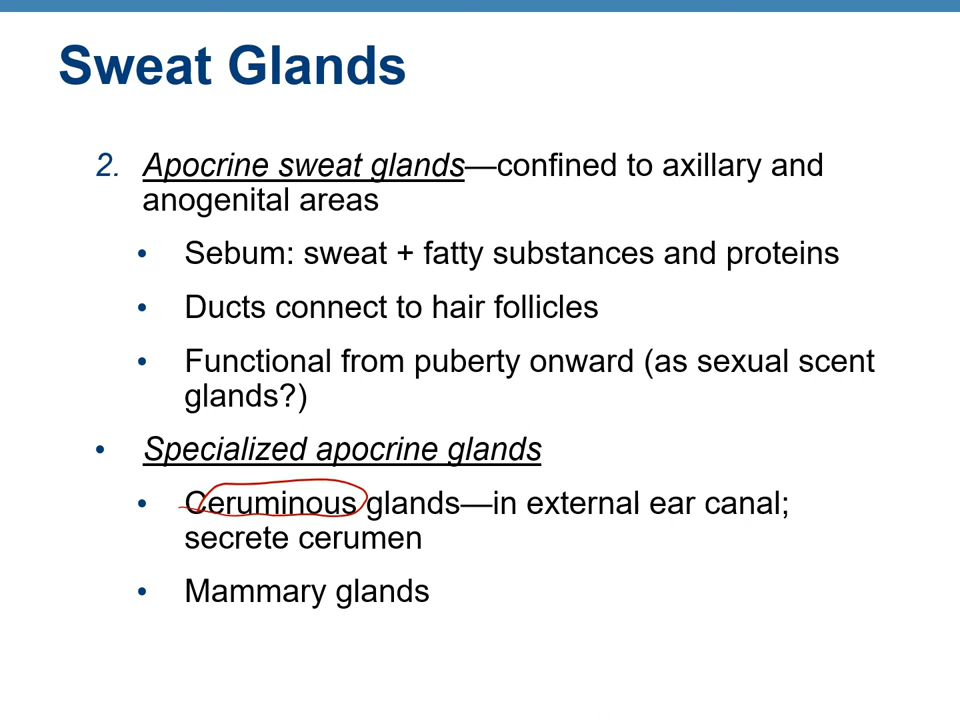 Sweat Glands
2. Apocrine sweat glands—confined to axillary and
anogenital areas
• Sebum: sweat + fatty substances and proteins
• Ducts connect to hair follicles
• Functional from puberty onward (as sexual scent
glands?)
• Specialized apocrine glands
• Ceruminous glands—in external ear canal;
secrete cerumen
• Mammary glands